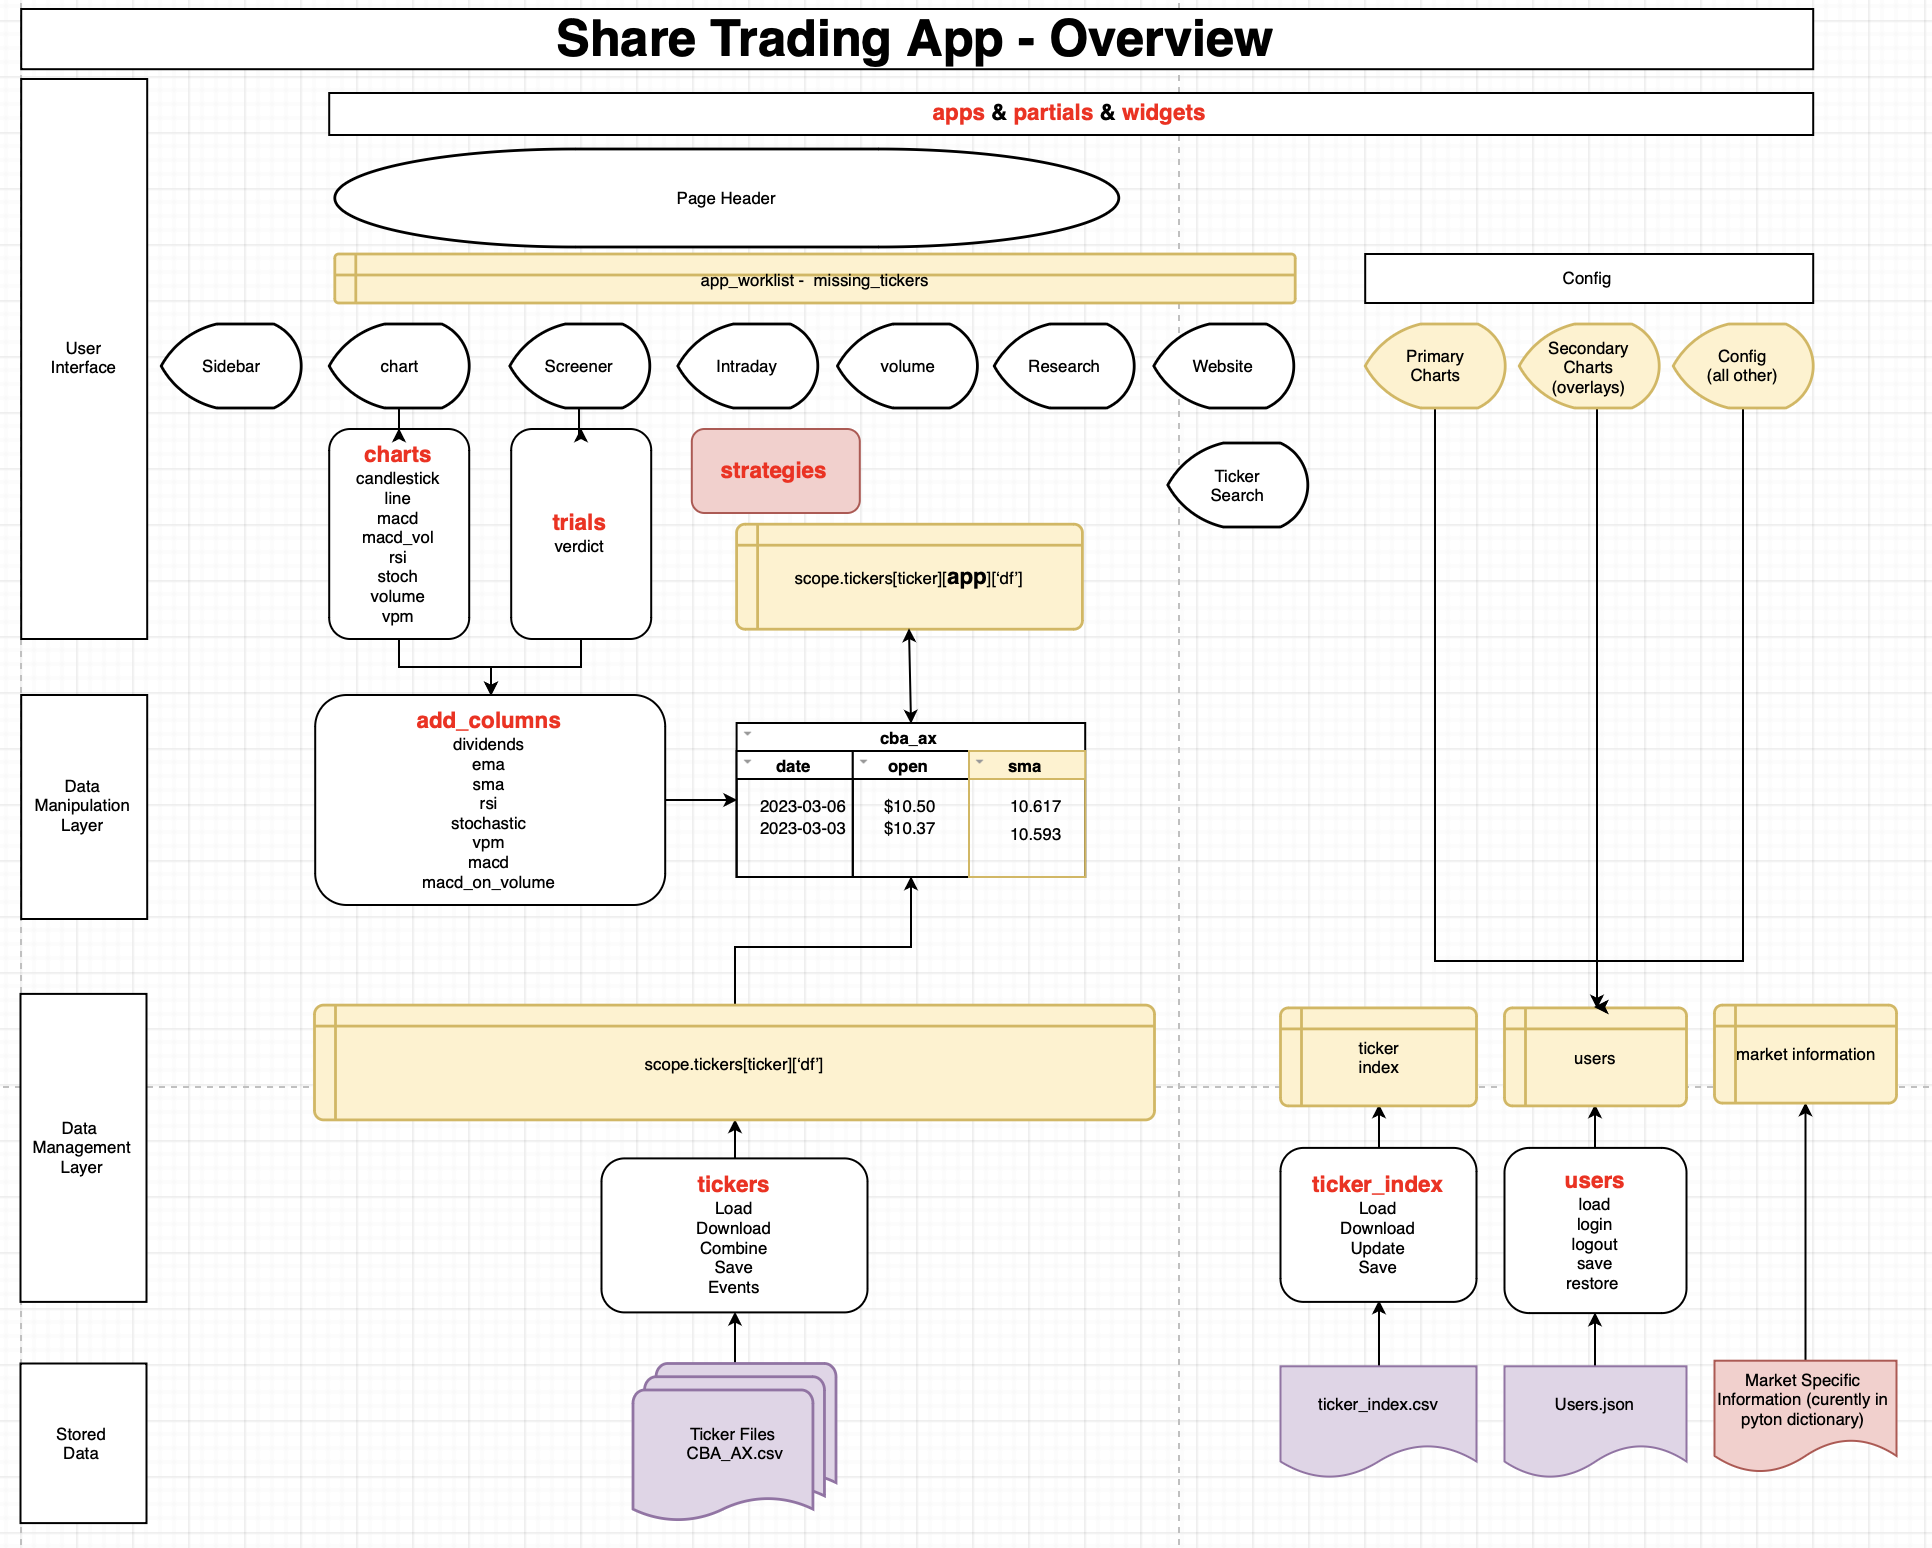 Share Trading App - Overview
apps & partials & widgets
Page Header
app_worklist - missing_tickers
Config
User
Interface
Sidebar
chart
Screener
Intraday
volume
Research
Website
Primary
Charts
Secondary
Charts
(overlays)
Config
(all other)
charts
candlestick
line
macd
macd_vol
rsi
stoch
volume
vpm
trials
verdict
strategies
Ticker
Search
scope.tickers[ticker][app][‘df’]
Data
Manipulation
Layer
add_columns
dividends
ema
sma
rsi
stochastic
vpm
macd
macd_on_volume
cba_ax
date open sma
2023-03-06 $10.50 10.617
2023-03-03 $10.37 10.593
Data
Management
Layer
scope.tickers[ticker][‘df’]
ticker
index
users
market information
tickers
Load
Download
Combine
Save
Events
ticker_index
Load
Download
Update
Save
users
load
login
logout
save
restore
Stored
Data
Ticker Files
CBA_AX.csv
ticker_index.csv
Users.json
Market Specific
Information (curently in
pyton dictionary)